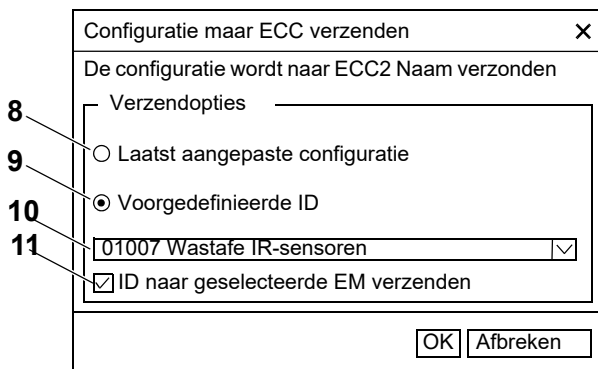 Configuratie maar ECC verzenden
De configuratie wordt naar ECC2 Naam verzonden
Verzendopties
8
Laatst aangepaste configuratie
9
Voorgedefinieerde ID
10
01007 Wastafe IR-sensoren
11
ID naar geselecteerde EM verzenden
OK Afbreken